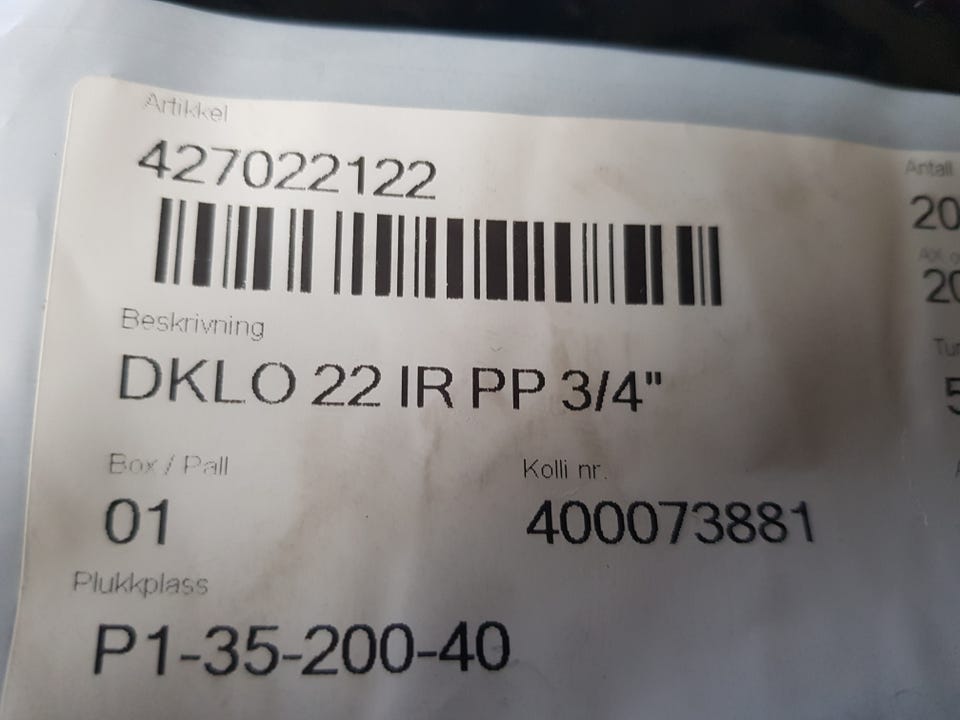 Artikkel
427022122
Beskrivning
DKLO 22 IR PP 3/4"
Box / Pall
01
Kolli nr.
400073881
Plukkplass
P1-35-200-40
Antall
20
20